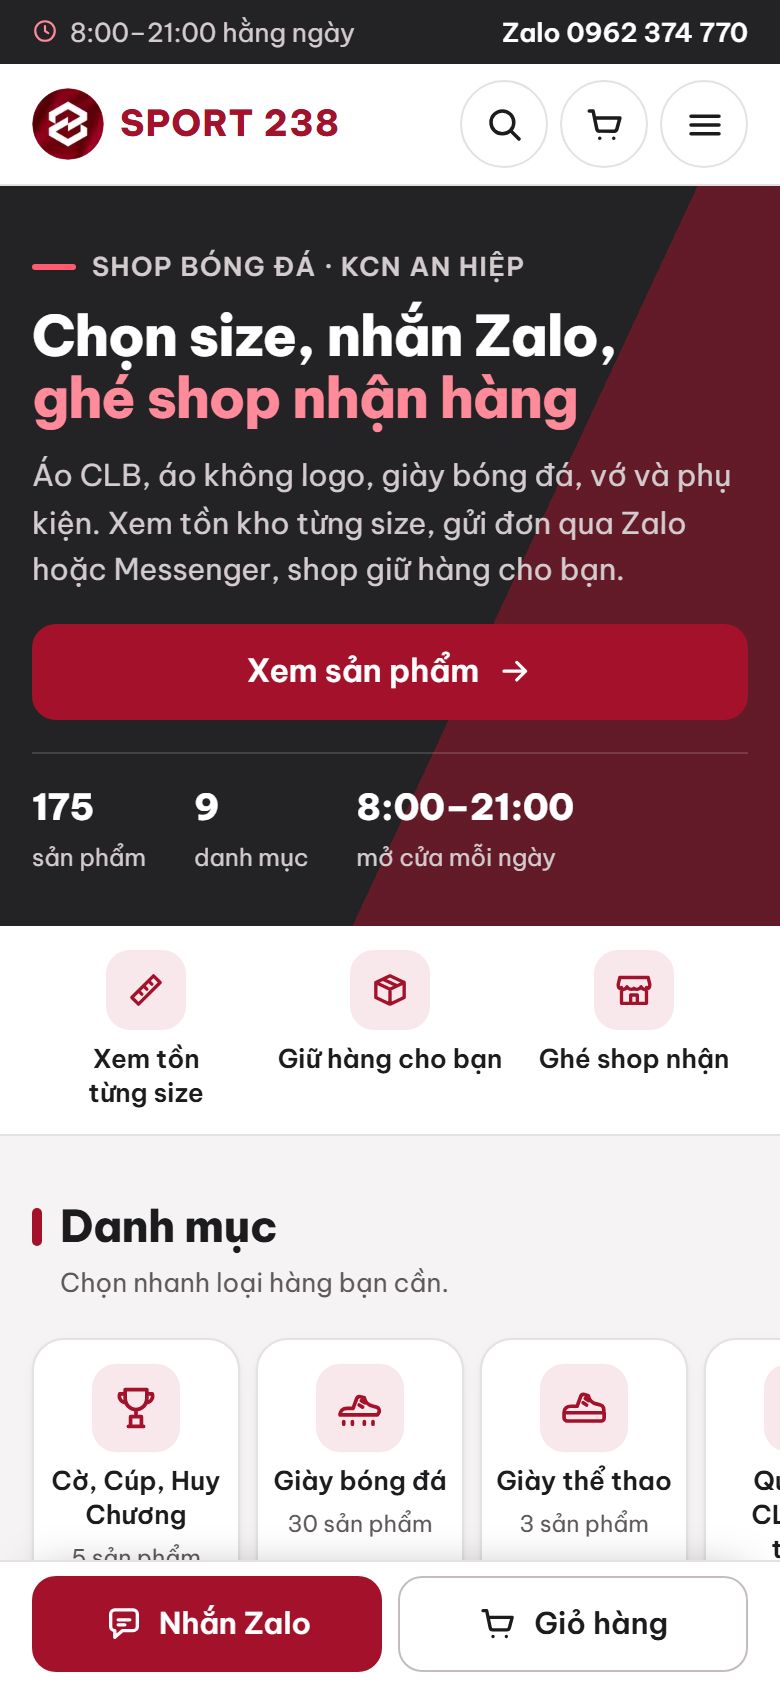 8:00–21:00 hằng ngày
Zalo 0962 374 770
SPORT 238
SHOP BÓNG ĐÁ · KCN AN HIỆP
Chọn size, nhắn Zalo,
ghé shop nhận hàng
Áo CLB, áo không logo, giày bóng đá, vớ và phụ
kiện. Xem tồn kho từng size, gửi đơn qua Zalo
hoặc Messenger, shop giữ hàng cho bạn.
Xem sản phẩm →
175
sản phẩm
9
danh mục
8:00–21:00
mở cửa mỗi ngày
Xem tồn
từng size
Giữ hàng cho bạn
Ghé shop nhận
Danh mục
Chọn nhanh loại hàng bạn cần.
Cờ, Cúp, Huy
Chương
5 sản phẩm
Giày bóng đá
30 sản phẩm
Giày thể thao
3 sản phẩm
Nhắn Zalo
Giỏ hàng